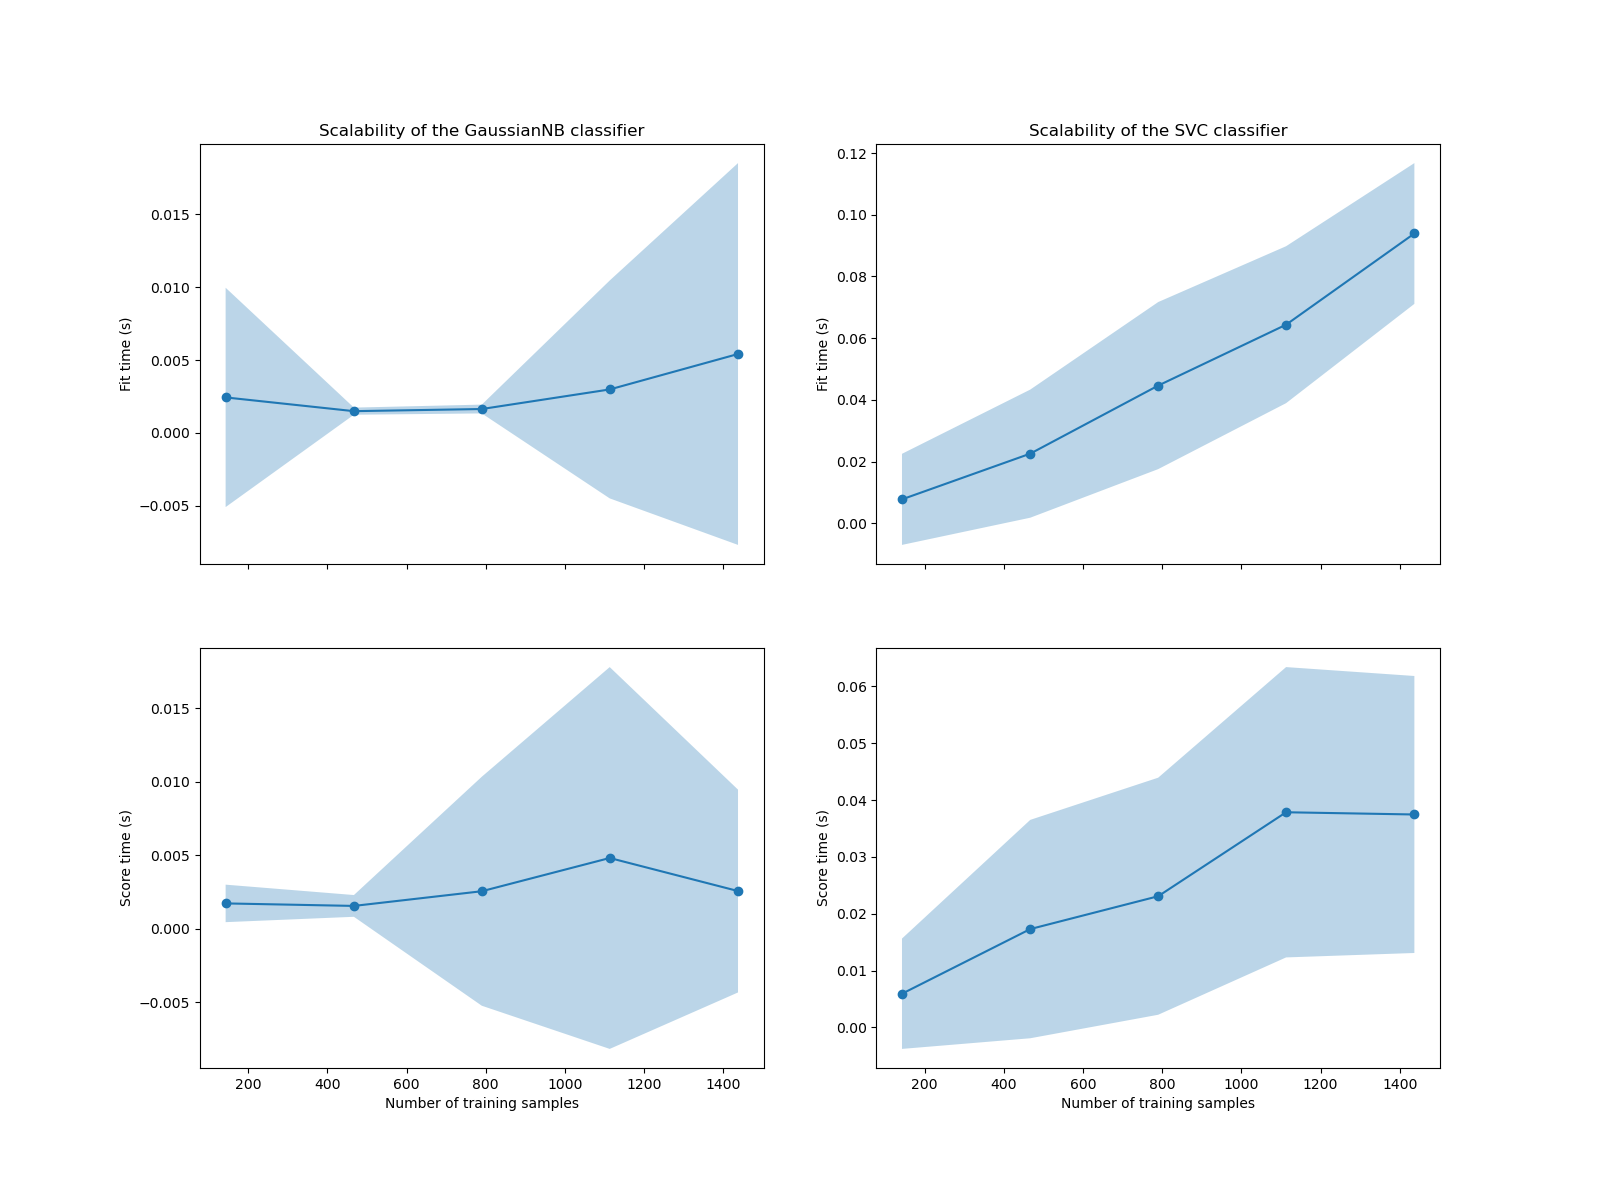 Scalability of the GaussianNB classifier
Scalability of the SVC classifier
Fit time (s)
0.015
0.010
0.005
0.000
−0.005
Fit time (s)
0.12
0.10
0.08
0.06
0.04
0.02
0.00
Score time (s)
0.015
0.010
0.005
0.000
−0.005
200 400 600 800 1000 1200 1400
Number of training samples
Score time (s)
0.06
0.05
0.04
0.03
0.02
0.01
0.00
200 400 600 800 1000 1200 1400
Number of training samples